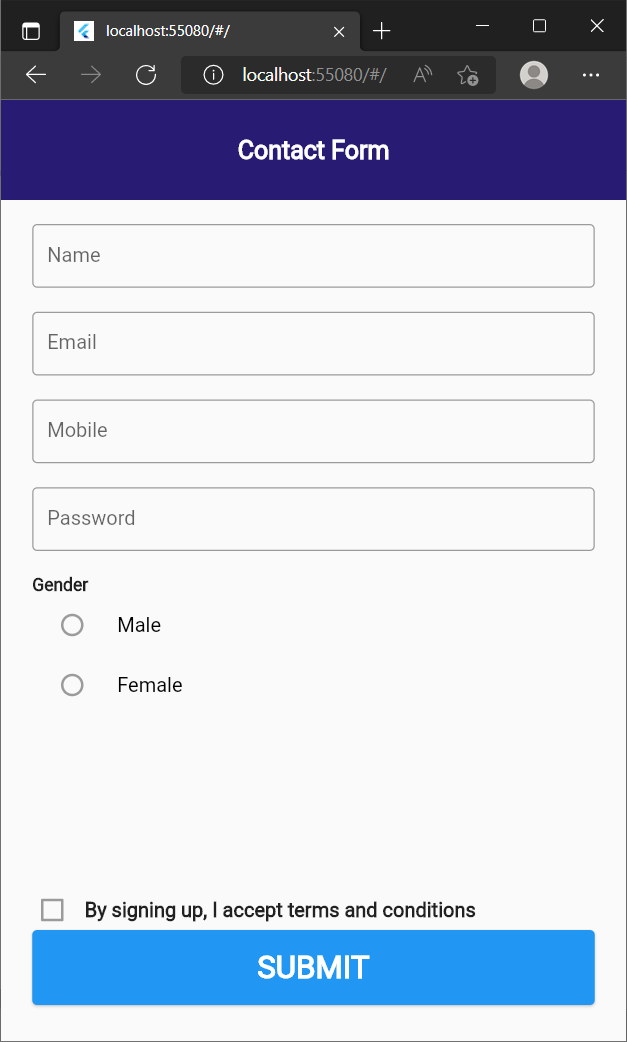 localhost:55080/#/
localhost:55080/#/
Contact Form
Name
Email
Mobile
Password
Gender
Male
Female
By signing up, I accept terms and conditions
SUBMIT